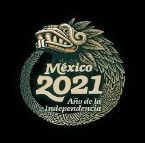 México
2021
Año de la
Independencia